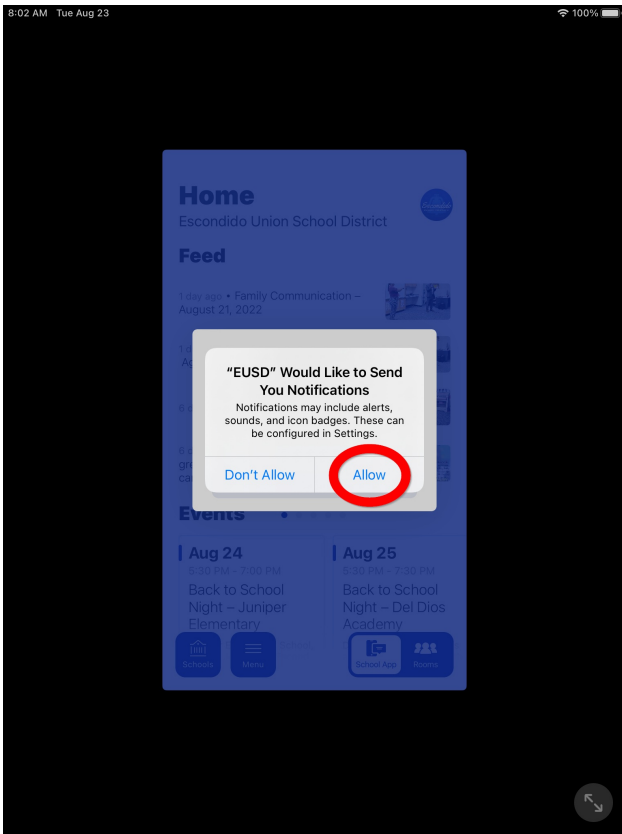 8:02 AM Tue Aug 23
100%
Home
Escondido Union School District
Feed
1 day ago • Family Communication –
August 21, 2022
“EUSD” Would Like to Send
You Notifications
Notifications may include alerts,
sounds, and icon badges. These can
be configured in Settings.
Don’t Allow
Allow
Events
Aug 24
5:30 PM – 7:00 PM
Back to School
Night – Juniper
Elementary
Aug 25
5:30 PM – 7:30 PM
Back to School
Night – Del Dios
Academy
Schools
Menu
School App
Rooms